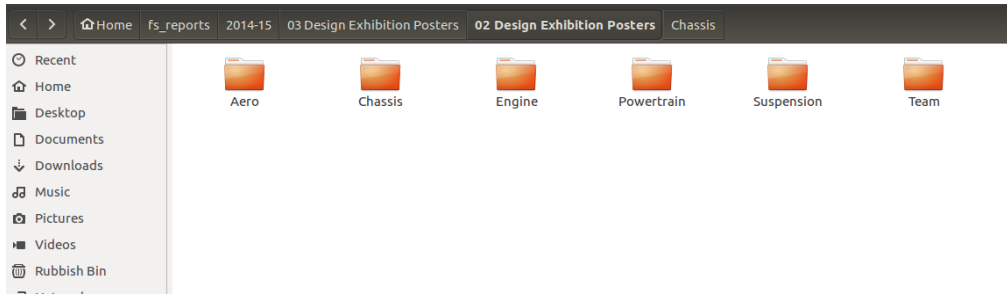 Home fs_reports 2014-15 03 Design Exhibition Posters 02 Design Exhibition Posters Chassis
Recent
Home
Desktop
Documents
Downloads
Music
Pictures
Videos
Rubbish Bin
Aero Chassis Engine Powertrain Suspension Team